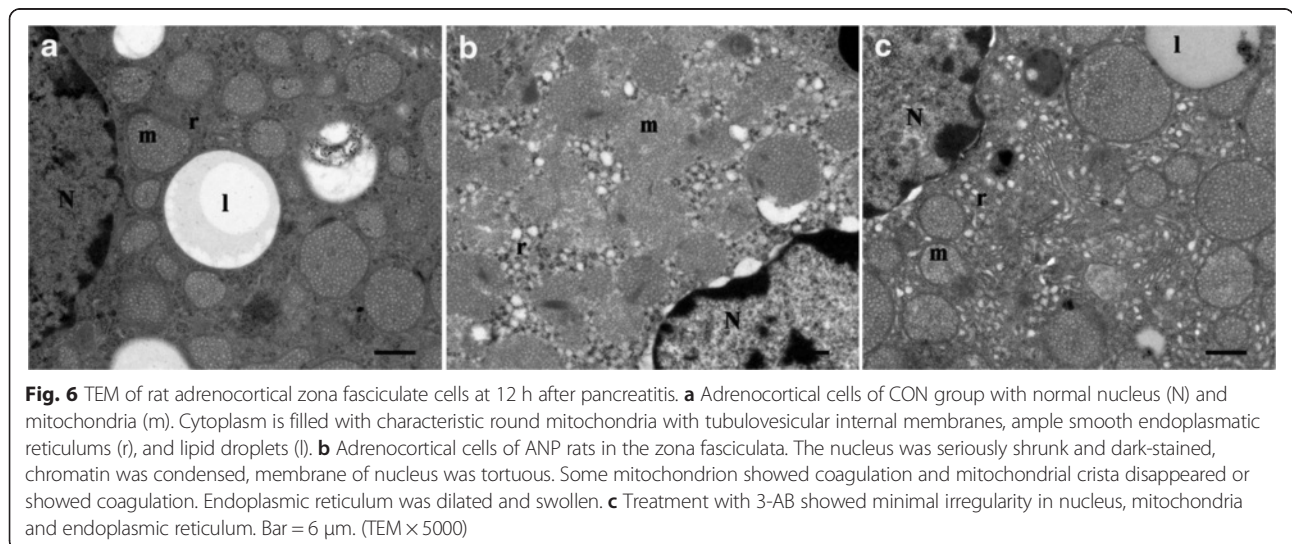 a
b
c
l
N
m
r
m
r
N
l
N
r
m
l
N
Fig. 6 TEM of rat adrenocortical zona fasciculate cells at 12 h after pancreatitis. a Adrenocortical cells of CON group with normal nucleus (N) and
mitochondria (m). Cytoplasm is filled with characteristic round mitochondria with tubulovesicular internal membranes, ample smooth endoplasmatic
reticulums (r), and lipid droplets (l). b Adrenocortical cells of ANP rats in the zona fasciculata. The nucleus was seriously shrunk and dark-stained,
chromatin was condensed, membrane of nucleus was tortuous. Some mitochondrion showed coagulation and mitochondrial crista disappeared or
showed coagulation. Endoplasmic reticulum was dilated and swollen. c Treatment with 3-AB showed minimal irregularity in nucleus, mitochondria
and endoplasmic reticulum. Bar = 6 μm. (TEM × 5000)